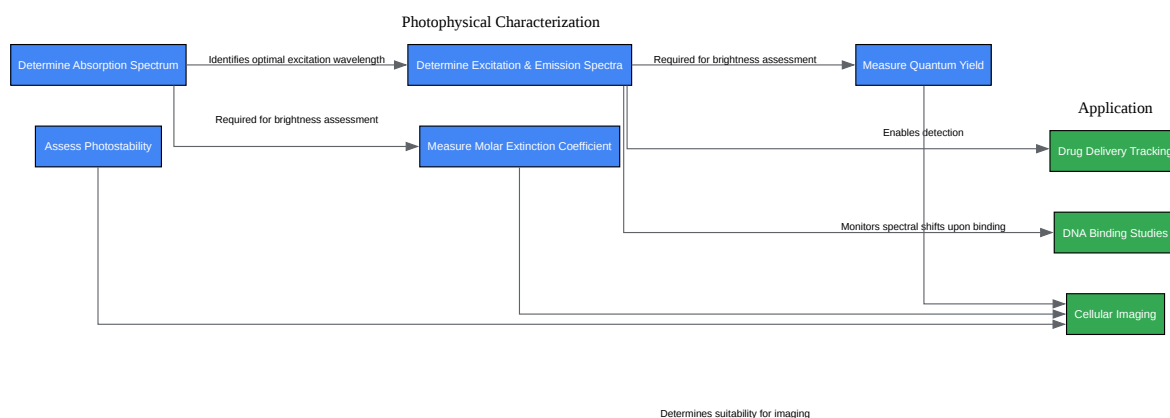 Photophysical Characterization
Determine Absorption Spectrum
Identifies optimal excitation wavelength
Determine Excitation & Emission Spectra
Required for brightness assessment
Measure Quantum Yield
Application
Required for brightness assessment
Assess Photostability
Measure Molar Extinction Coefficient
Enables detection
Drug Delivery Tracking
Monitors spectral shifts upon binding
DNA Binding Studies
Cellular Imaging
Determines suitability for imaging